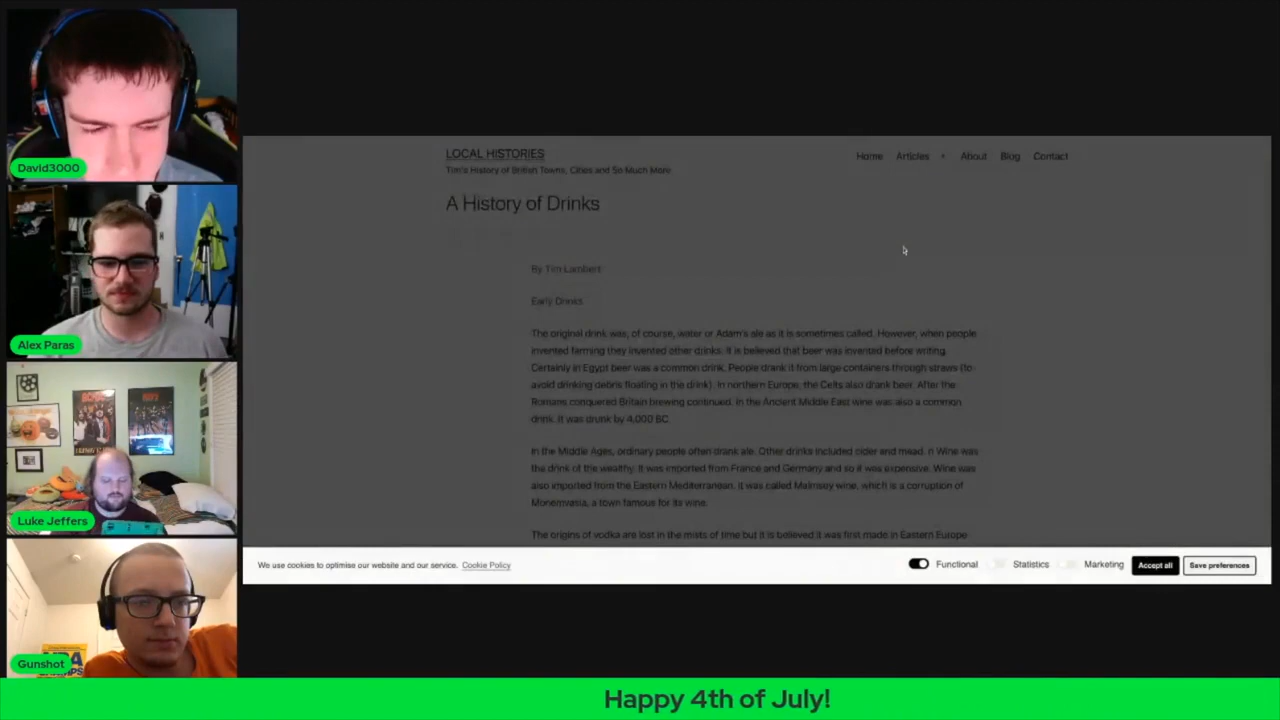 David3000
Alex Paras
Luke Jeffers
Gunshot
LOCAL HISTORIES
Tim's History of British Towns, Cities and So Much More
Home Articles + About Blog Contact
A History of Drinks
By Tim Lambert
Early Drinks
The original drink was, of course, water or Adam's ale as it is sometimes called. However, when people
invented farming they invented other drinks. It is believed that beer was invented before writing.
Certainly in Egypt beer was a common drink. People drank it from large containers through straws (to
avoid drinking debris floating in the drink). In northern Europe, the Celts also drank beer. After the
Romans conquered Britain brewing continued. In the Ancient Middle East wine was also a common
drink. It was drunk by 4,000 BC.
In the Middle Ages, ordinary people often drank ale. Other drinks included cider and mead. n Wine was
the drink of the wealthy. It was imported from France and Germany and so it was expensive. Wine was
also imported from the Eastern Mediterranean. It was called Malmsey wine, which is a corruption of
Monemvasia, a town famous for its wine.
The origins of vodka are lost in the mists of time but it is believed it was first made in Eastern Europe
We use cookies to optimise our website and our service. Cookie Policy
Functional Statistics Marketing Accept all Save preferences
Happy 4th of July!